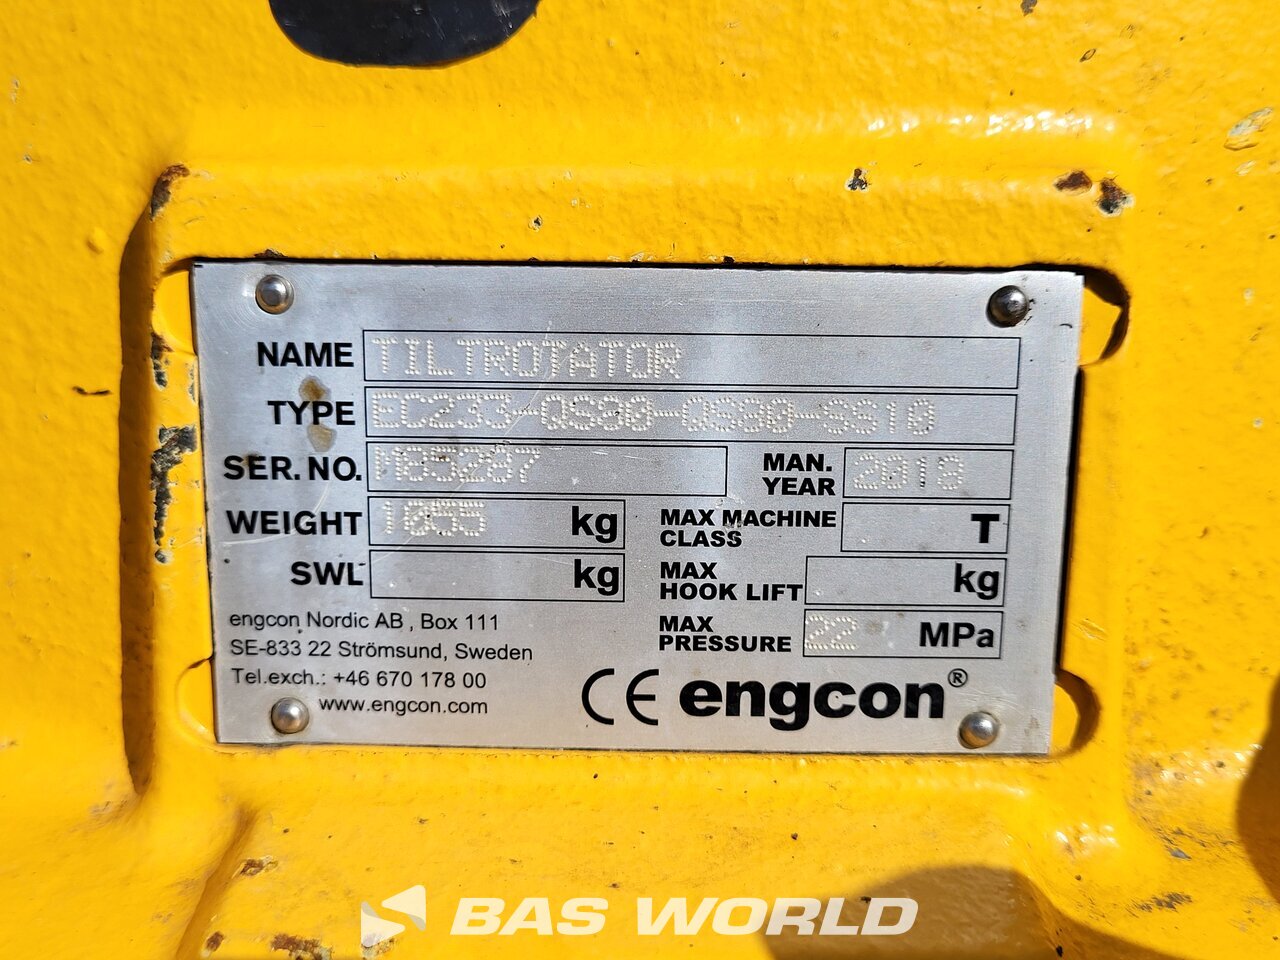 NAME TILTROTATOR
TYPE EC233-QS80-QS80-SS10
SER. NO. M85287
MAN. YEAR 2018
WEIGHT 1055 kg
MAX MACHINE CLASS T
SWL kg
MAX HOOK LIFT kg
MAX PRESSURE 22 MPa
engcon Nordic AB , Box 111
SE-833 22 Strömsund, Sweden
Tel.exch.: +46 670 178 00
www.engcon.com
CE engcon®
BAS WORLD